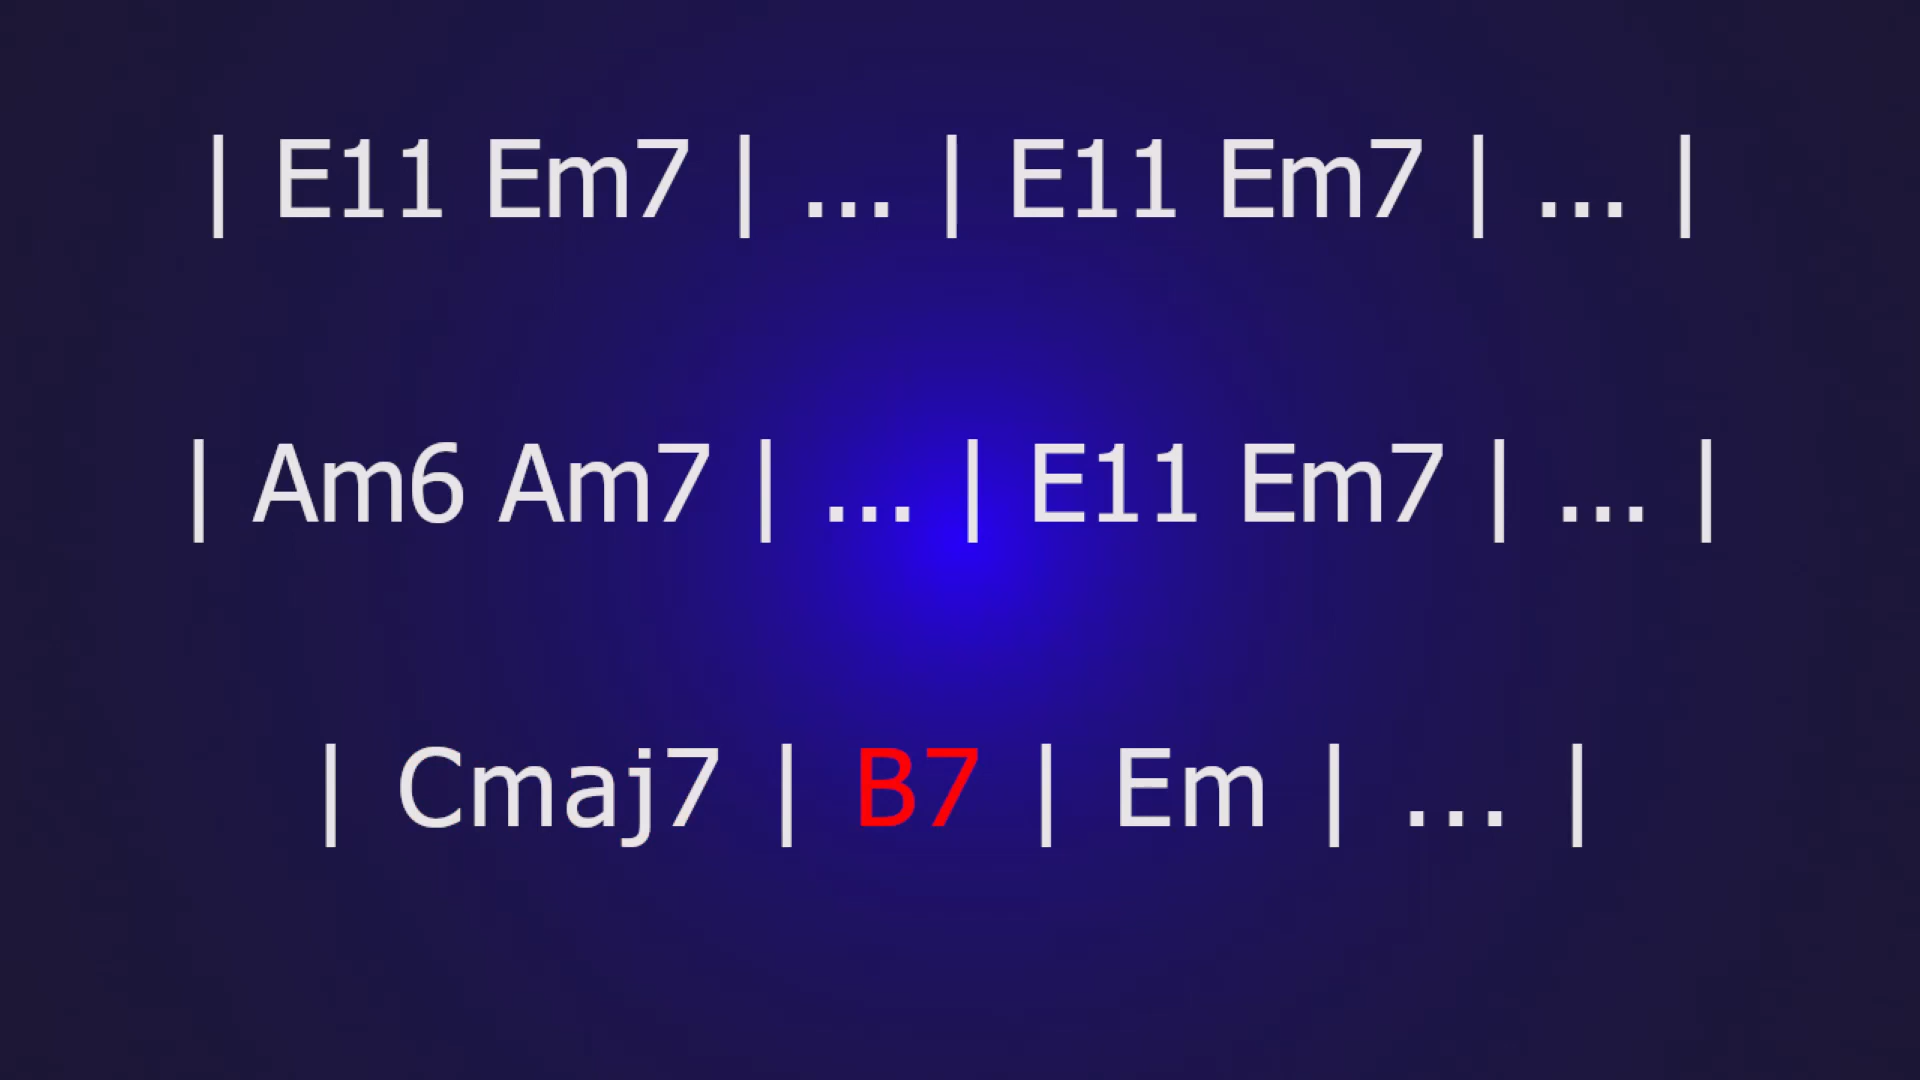 | E11 Em7 | ... | E11 Em7 | ... |
| Am6 Am7 | ... | E11 Em7 | ... |
| Cmaj7 | B7 | Em | ... |